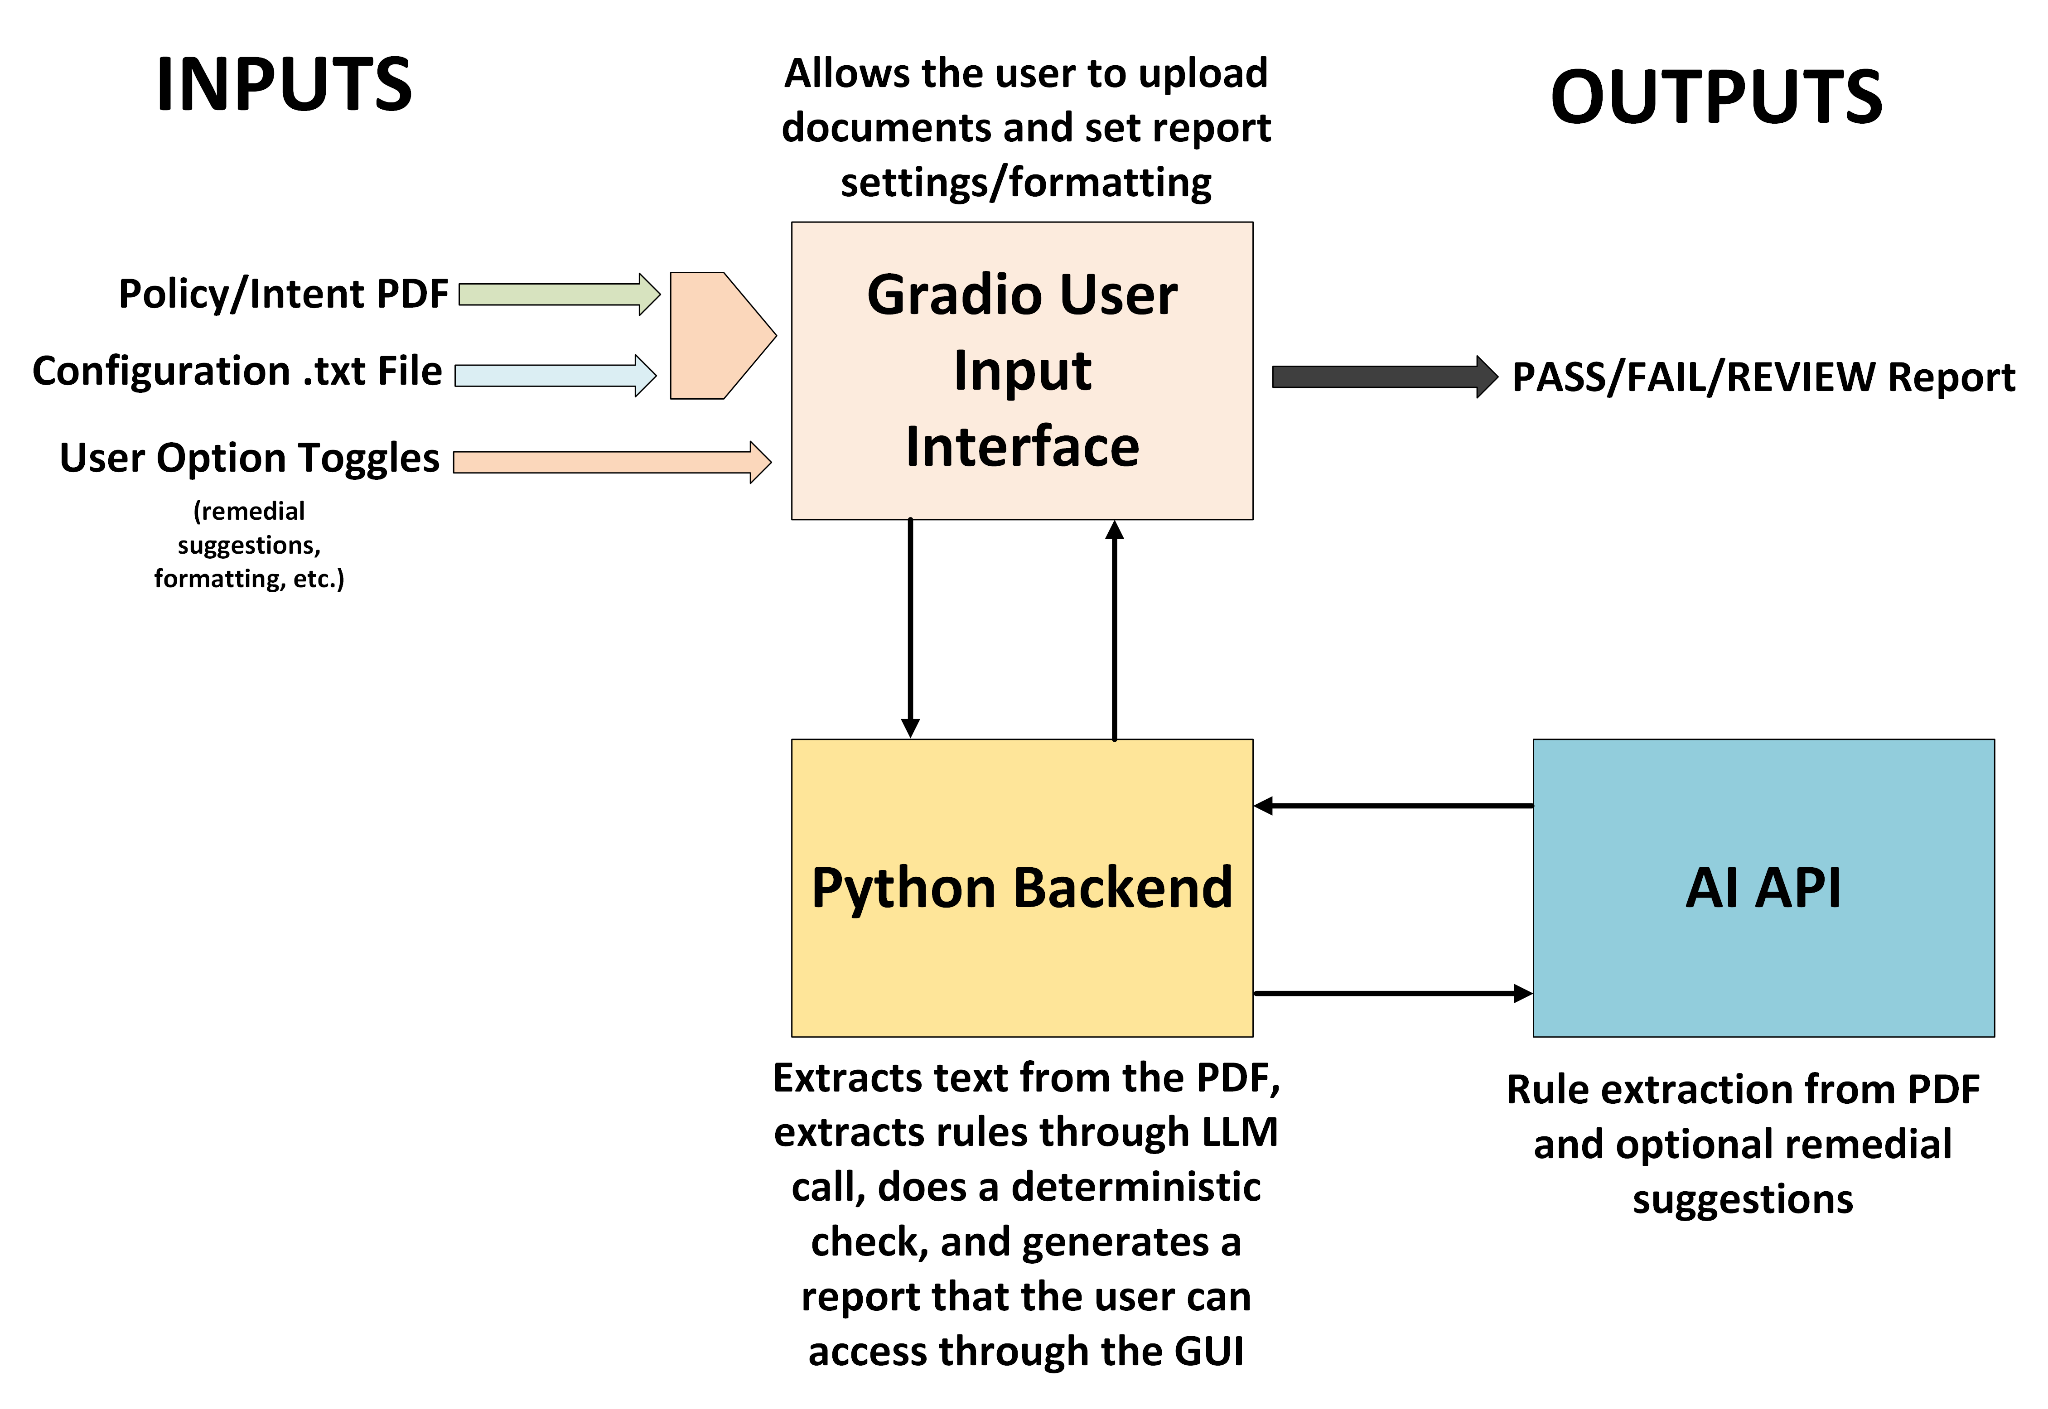 INPUTS
Allows the user to upload
documents and set report
settings/formatting
OUTPUTS
Policy/Intent PDF
Configuration .txt File
User Option Toggles
(remedial
suggestions,
formatting, etc.)
Gradio User
Input
Interface
PASS/FAIL/REVIEW Report
Python Backend
AI API
Extracts text from the PDF,
extracts rules through LLM
call, does a deterministic
check, and generates a
report that the user can
access through the GUI
Rule extraction from PDF
and optional remedial
suggestions